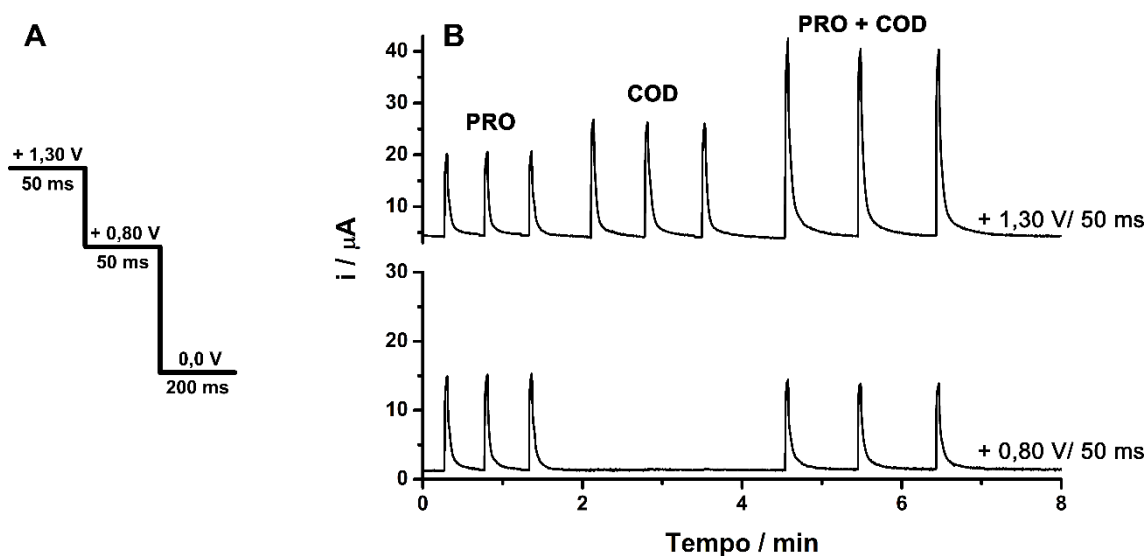 A
+ 1,30 V
50 ms
+ 0,80 V
50 ms
0,0 V
200 ms
B
PRO
COD
PRO + COD
40
30
20
10
+ 1,30 V/ 50 ms
i / µA
30
20
10
0
+ 0,80 V/ 50 ms
0 2 4 6 8
Tempo / min